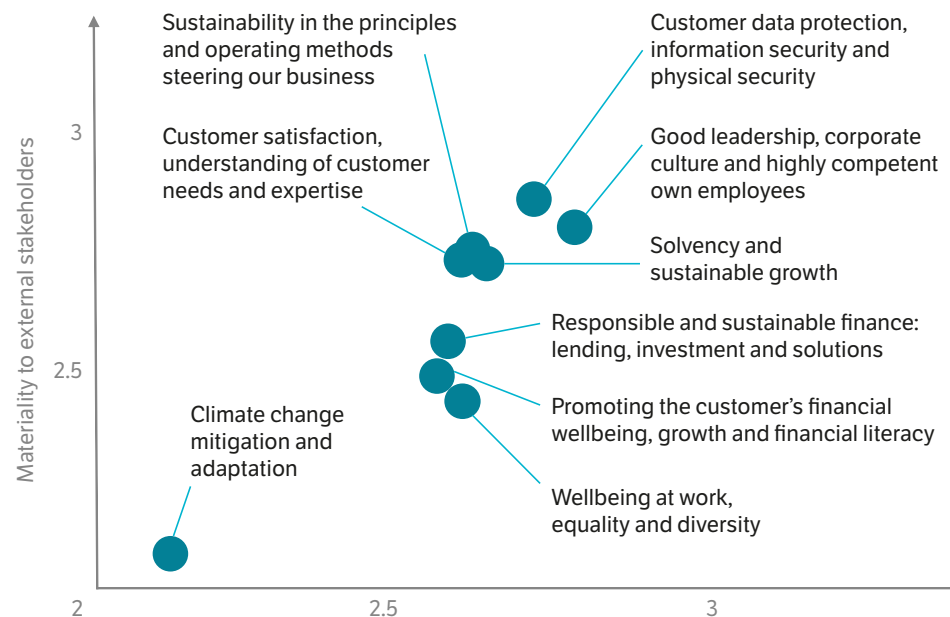 Sustainability in the principles
and operating methods
steering our business
Customer data protection,
information security and
physical security
Materiality to external stakeholders
3
Customer satisfaction,
understanding of customer
needs and expertise
Good leadership, corporate
culture and highly competent
own employees
Solvency and
sustainable growth
Responsible and sustainable finance:
lending, investment and solutions
2.5
Promoting the customer’s financial
wellbeing, growth and financial literacy
Climate change
mitigation and
adaptation
Wellbeing at work,
equality and diversity
2
2.5
3